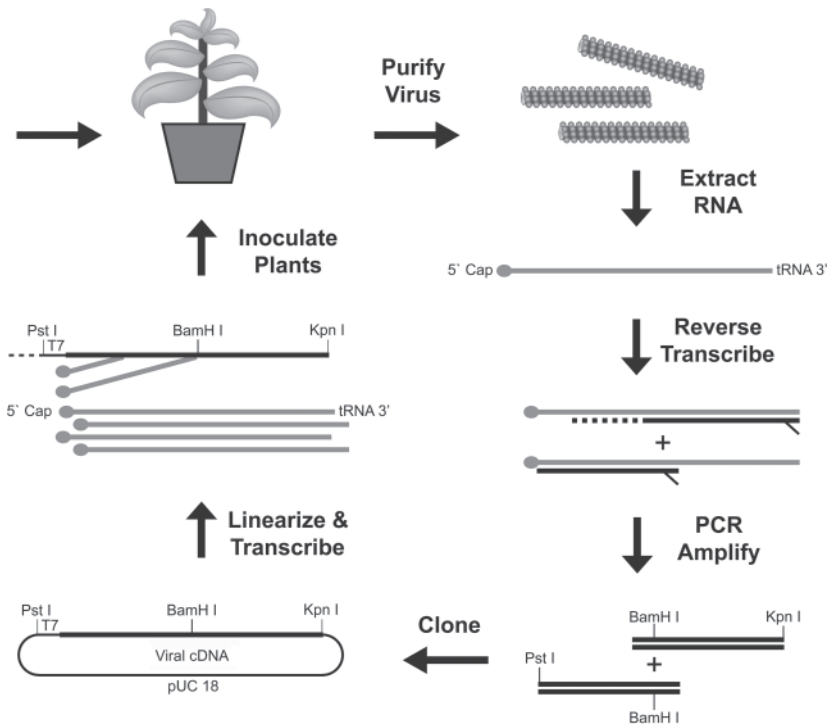 Purify
Virus
Extract
RNA
5` Cap
tRNA 3'
Reverse
Transcribe
+
PCR
Amplify
BamH I
Kpn I
Pst I
+
BamH I
Clone
Pst I
T7
BamH I
Kpn I
Viral cDNA
pUC 18
Linearize &
Transcribe
Pst I
T7
BamH I
Kpn I
5` Cap
tRNA 3'
Inoculate
Plants